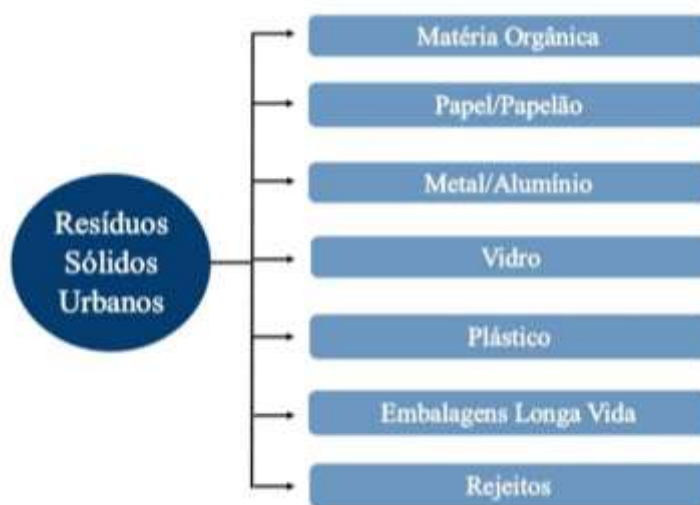 Resíduos
Sólidos
Urbanos
Matéria Orgânica
Papel/Papelão
Metal/Alumínio
Vidro
Plástico
Embalagens Longa Vida
Rejeitos